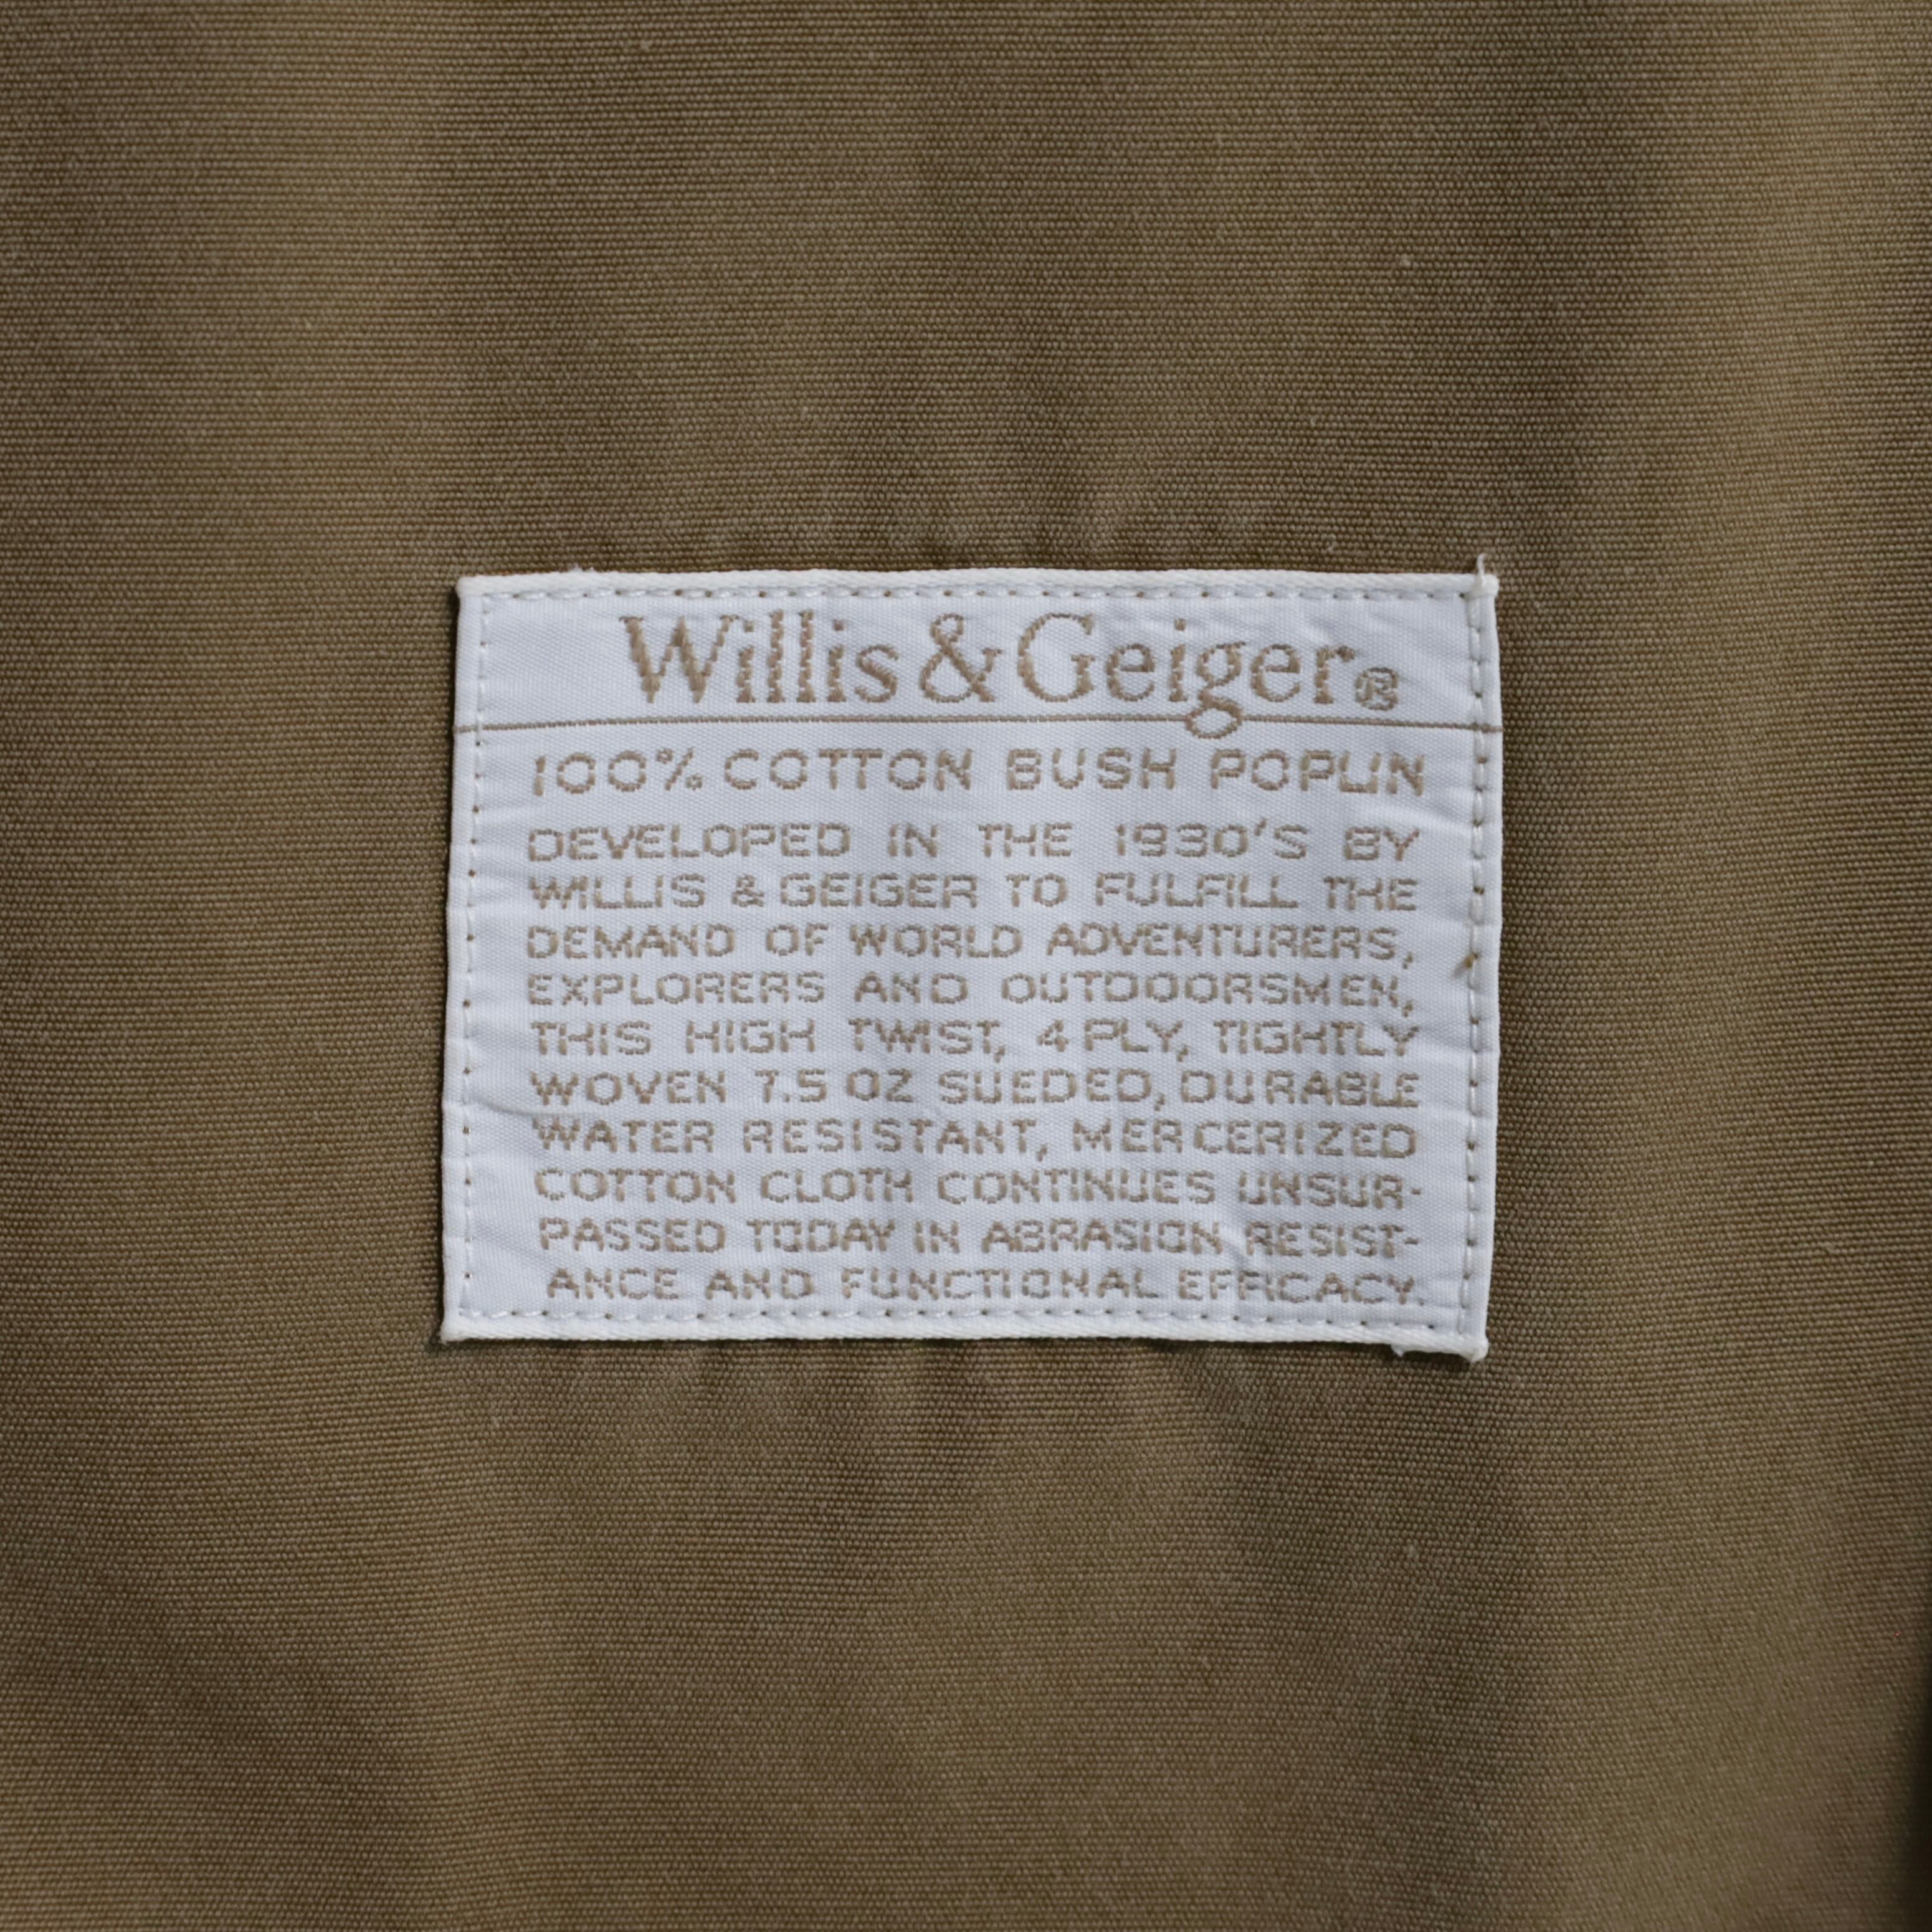 Willis & Geiger®
100% COTTON BUSH POPLIN
DEVELOPED IN THE 1930'S BY
WILLIS & GEIGER TO FULFILL THE
DEMAND OF WORLD ADVENTURERS,
EXPLORERS AND OUTDOORSMEN,
THIS HIGH TWIST, 4 PLY, TIGHTLY
WOVEN 7.5 OZ SUEDED, DURABLE
WATER RESISTANT, MERCERIZED
COTTON CLOTH CONTINUES UNSUR-
PASSED TODAY IN ABRASION RESIST-
ANCE AND FUNCTIONAL EFFICACY.